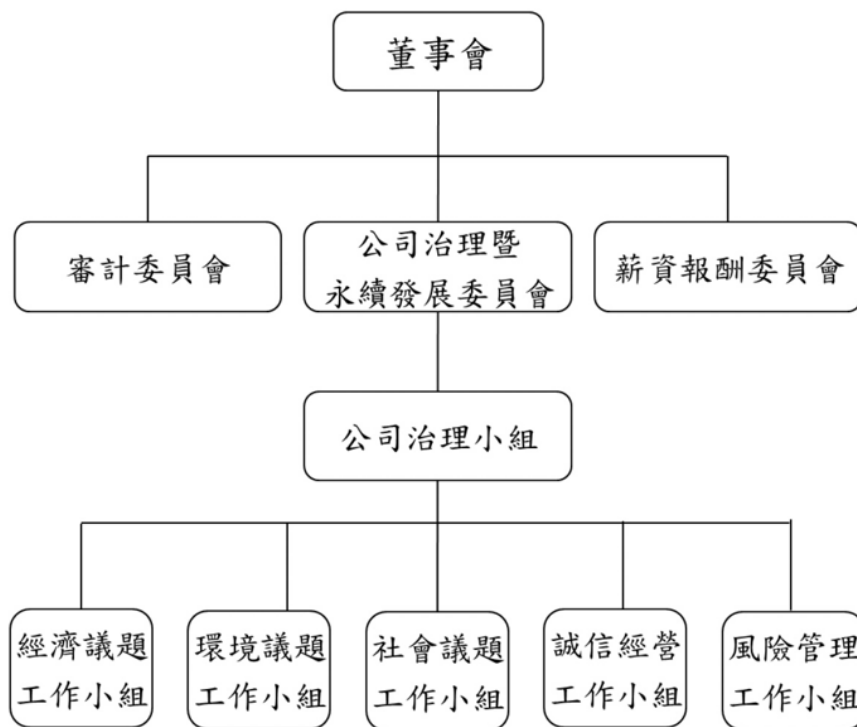 董事會
審計委員會
公司治理暨
永續發展委員會
薪資報酬委員會
公司治理小組
經濟議題
工作小組
環境議題
工作小組
社會議題
工作小組
誠信經營
工作小組
風險管理
工作小組